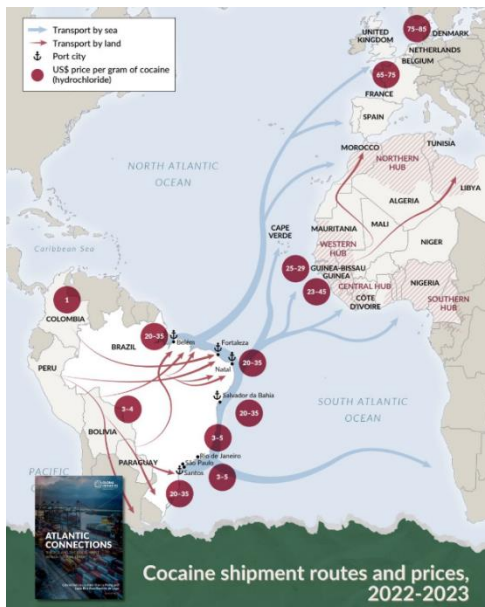 Transport by sea
Transport by land
Port city
US$ price per gram of cocaine
(hydrochloride)
UNITED
KINGDOM
75–85
DENMARK
NETHERLANDS
BELGIUM
65–75
FRANCE
SPAIN
NORTH ATLANTIC
OCEAN
MOROCCO
TUNISIA
NORTHERN
HUB
LIBYA
ALGERIA
Caribbean Sea
CAPE
VERDE
MAURITANIA
MALI
NIGER
WESTERN
HUB
25–29
GUINEA-BISSAU
GUINEA
CENTRAL HUB
NIGERIA
23–45
CÔTE
D'IVOIRE
SOUTHERN
HUB
1
COLOMBIA
20–35
Belém
Fortaleza
BRAZIL
Natal
20–35
PERU
Salvador da Bahia
3–4
20–35
SOUTH ATLANTIC
OCEAN
BOLIVIA
3–5
PARAGUAY
Rio de Janeiro
São Paulo
Santos
3–5
20–35
PACIFIC
ATLANTIC
CONNECTIONS
Cocaine shipment routes and prices,
2022-2023